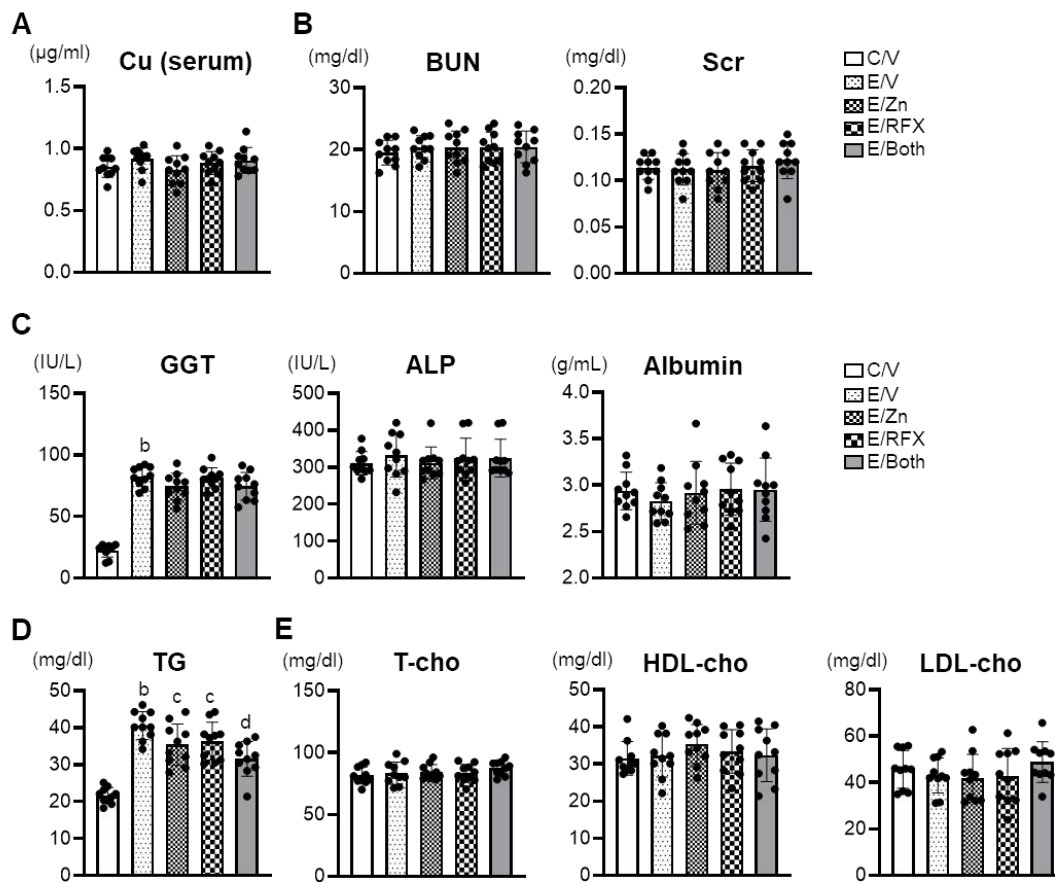 A
B
(µg/ml)
Cu (serum)
(mg/dl)
BUN
(mg/dl)
Scr
1.5
1.0
0.5
0.0
30
20
10
0
0.20
0.15
0.10
0.05
0.00
C/V
E/V
E/Zn
E/RFX
E/Both
C
(IU/L)
GGT
(IU/L)
ALP
(g/mL)
Albumin
150
100
50
0
b
500
400
300
200
100
0
4.0
3.5
3.0
2.5
2.0
C/V
E/V
E/Zn
E/RFX
E/Both
D
E
(mg/dl)
TG
(mg/dl)
T-cho
(mg/dl)
HDL-cho
(mg/dl)
LDL-cho
50
40
30
20
10
0
b
c
c
d
150
100
50
0
50
40
30
20
10
0
80
60
40
20
0